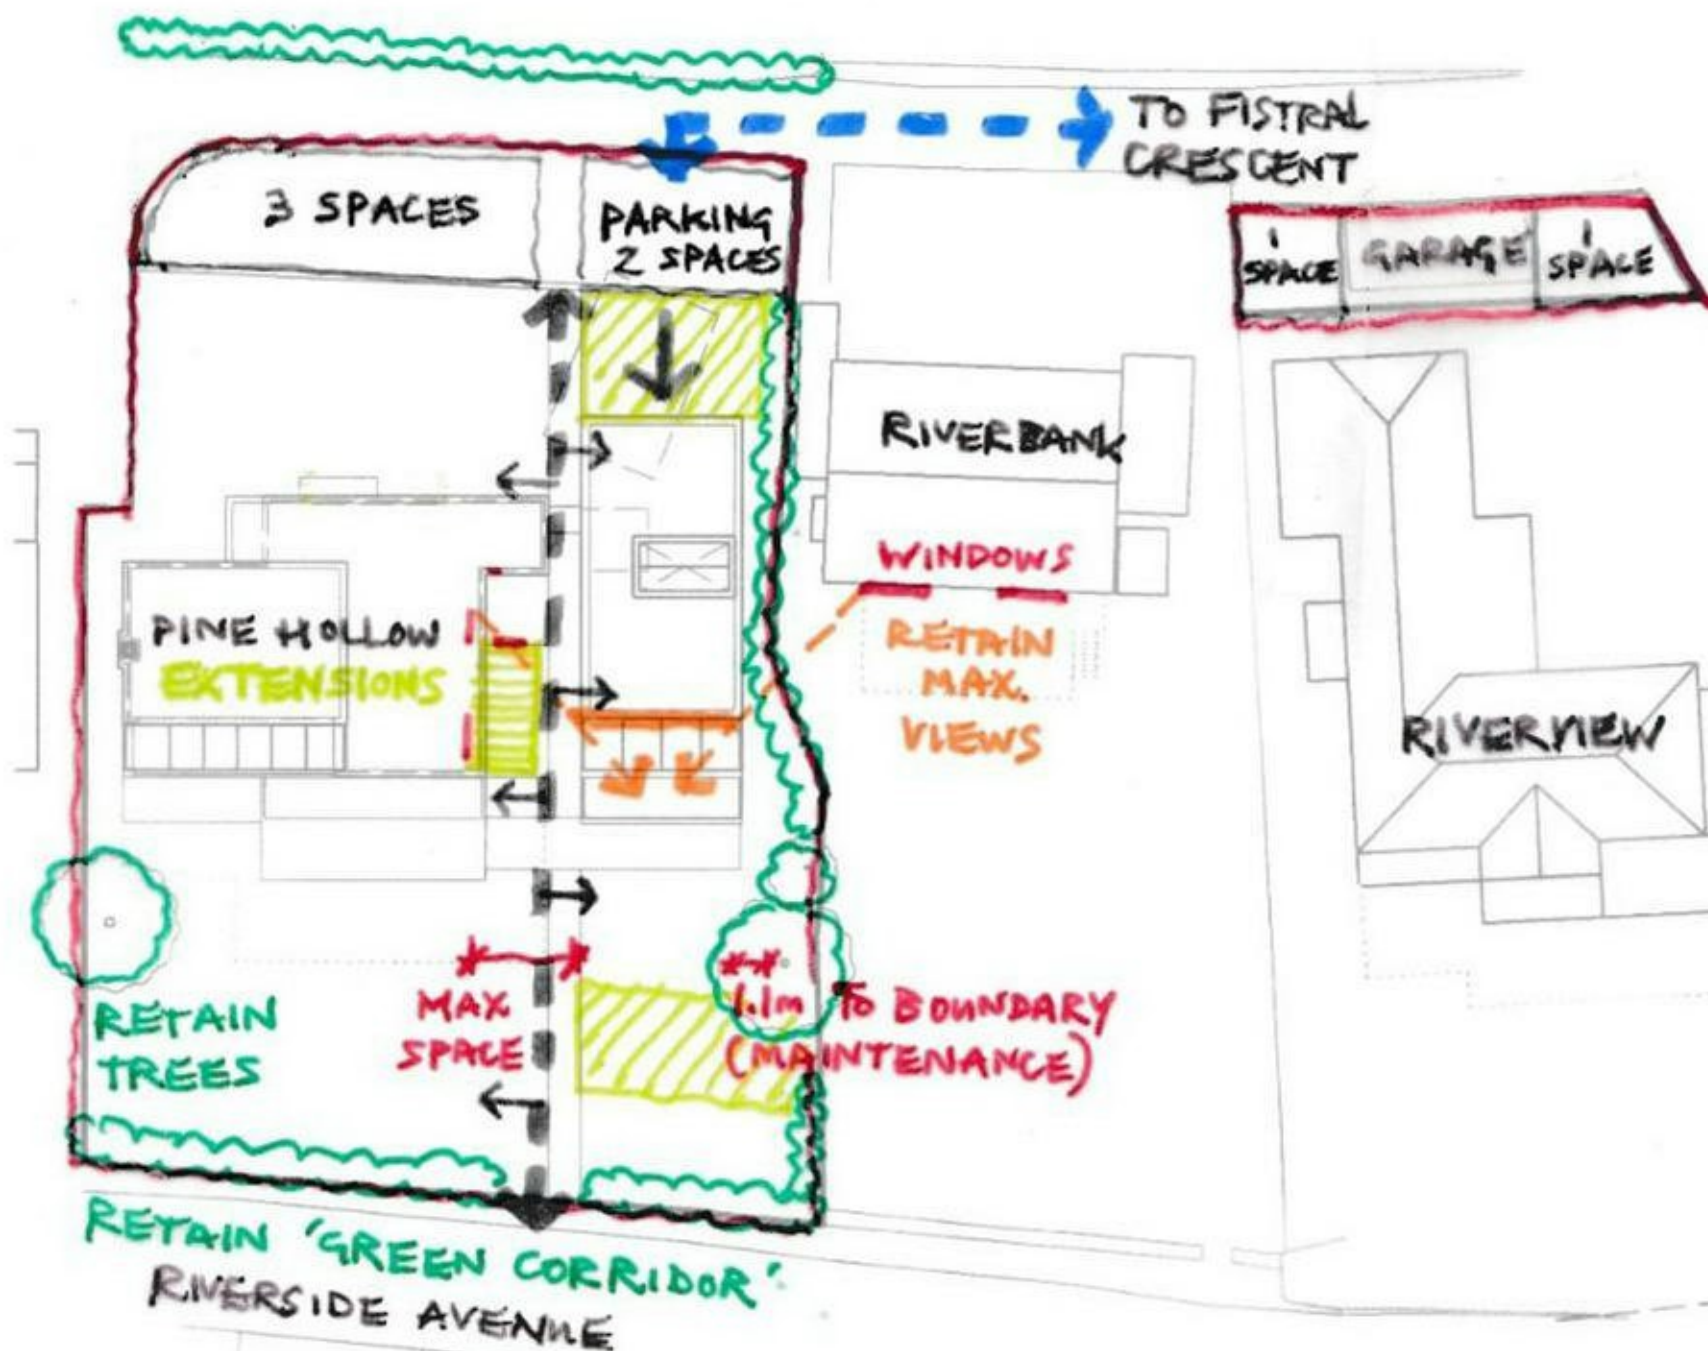 TO FISTRAL
CRESCENT
3 SPACES
PARKING
2 SPACES
1
SPACE
GARAGE
1
SPACE
RIVERBANK
WINDOWS
RETAIN
MAX.
VIEWS
PINE HOLLOW
EXTENSIONS
RIVERVIEW
RETAIN
TREES
MAX
SPACE
1.1m TO BOUNDARY
(MAINTENANCE)
RETAIN 'GREEN CORRIDOR'
RIVERSIDE AVENUE